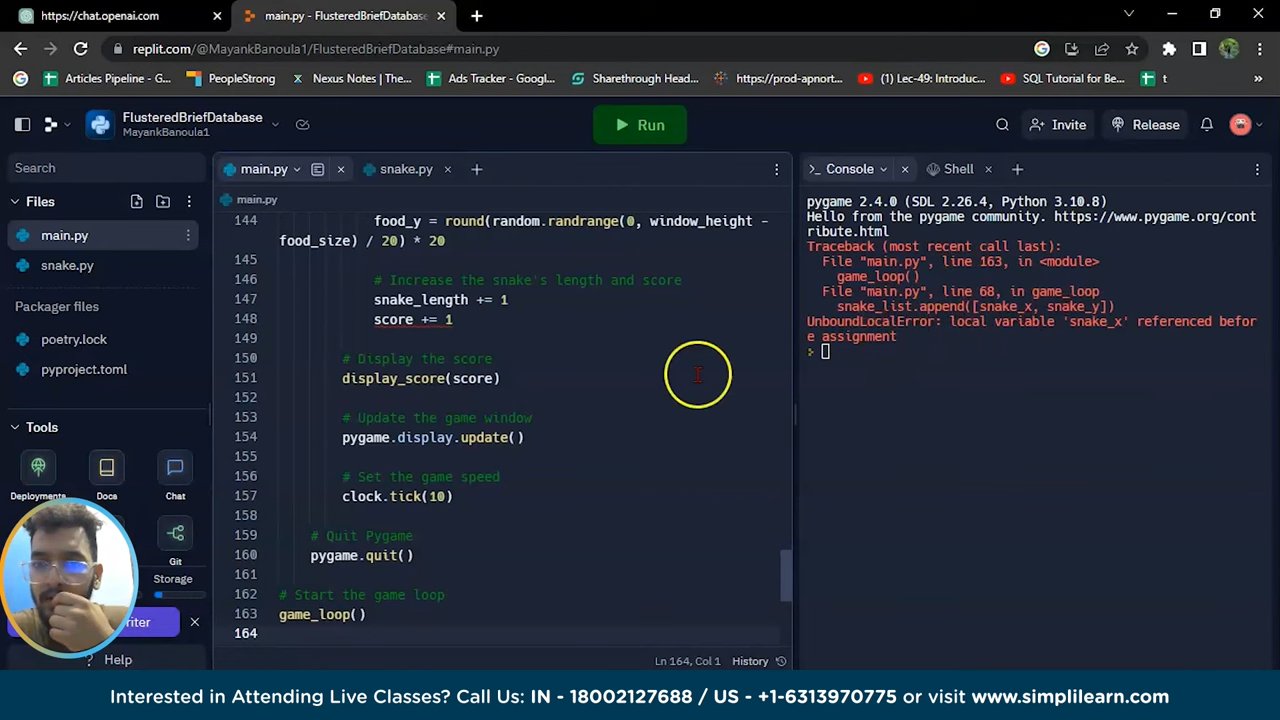 https://chat.openai.com
main.py - FlusteredBriefDatabase
replit.com/@MayankBanoula1/FlusteredBriefDatabase#main.py
Articles Pipeline - G...
PeopleStrong
Nexus Notes | The...
Ads Tracker - Googl...
Sharethrough Head...
https://prod-apnort...
(1) Lec-49: Introduc...
SQL Tutorial for Be...
t
»
FlusteredBriefDatabase
MayankBanoula1
Run
Invite
Release
Search
Files
main.py
snake.py
Packager files
poetry.lock
pyproject.toml
Tools
Deployments
Docs
Chat
Git
Storage
riter
? Help
main.py
snake.py
main.py
144 food_y = round(random.randrange(0, window_height -
food_size) / 20) * 20
145
146 # Increase the snake's length and score
147 snake_length += 1
148 score += 1
149
150 # Display the score
151 display_score(score)
152
153 # Update the game window
154 pygame.display.update()
155
156 # Set the game speed
157 clock.tick(10)
158
159 # Quit Pygame
160 pygame.quit()
161
162 # Start the game loop
163 game_loop()
164
Ln 164, Col 1 History
Console
Shell
pygame 2.4.0 (SDL 2.26.4, Python 3.10.8)
Hello from the pygame community. https://www.pygame.org/cont
ribute.html
Traceback (most recent call last):
File "main.py", line 163, in <module>
game_loop()
File "main.py", line 68, in game_loop
snake_list.append([snake_x, snake_y])
UnboundLocalError: local variable 'snake_x' referenced befor
e assignment
Interested in Attending Live Classes? Call Us: IN - 18002127688 / US - +1-6313970775 or visit www.simplilearn.com